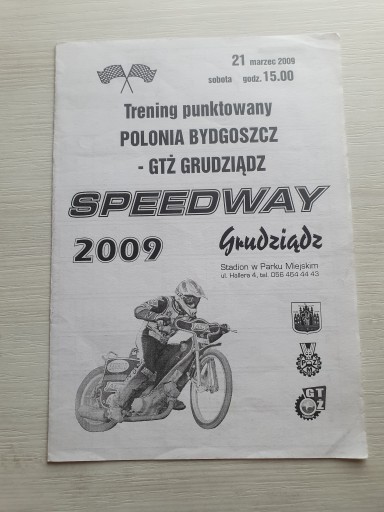 21 marzec 2009
sobota godz. 15.00
Trening punktowany
POLONIA BYDGOSZCZ
- GTŻ GRUDZIĄDZ
SPEEDWAY
2009
Grudziądz
Stadion w Parku Miejskim
ul. Hallera 4, tel. 056 464 44 43
GT
Ż